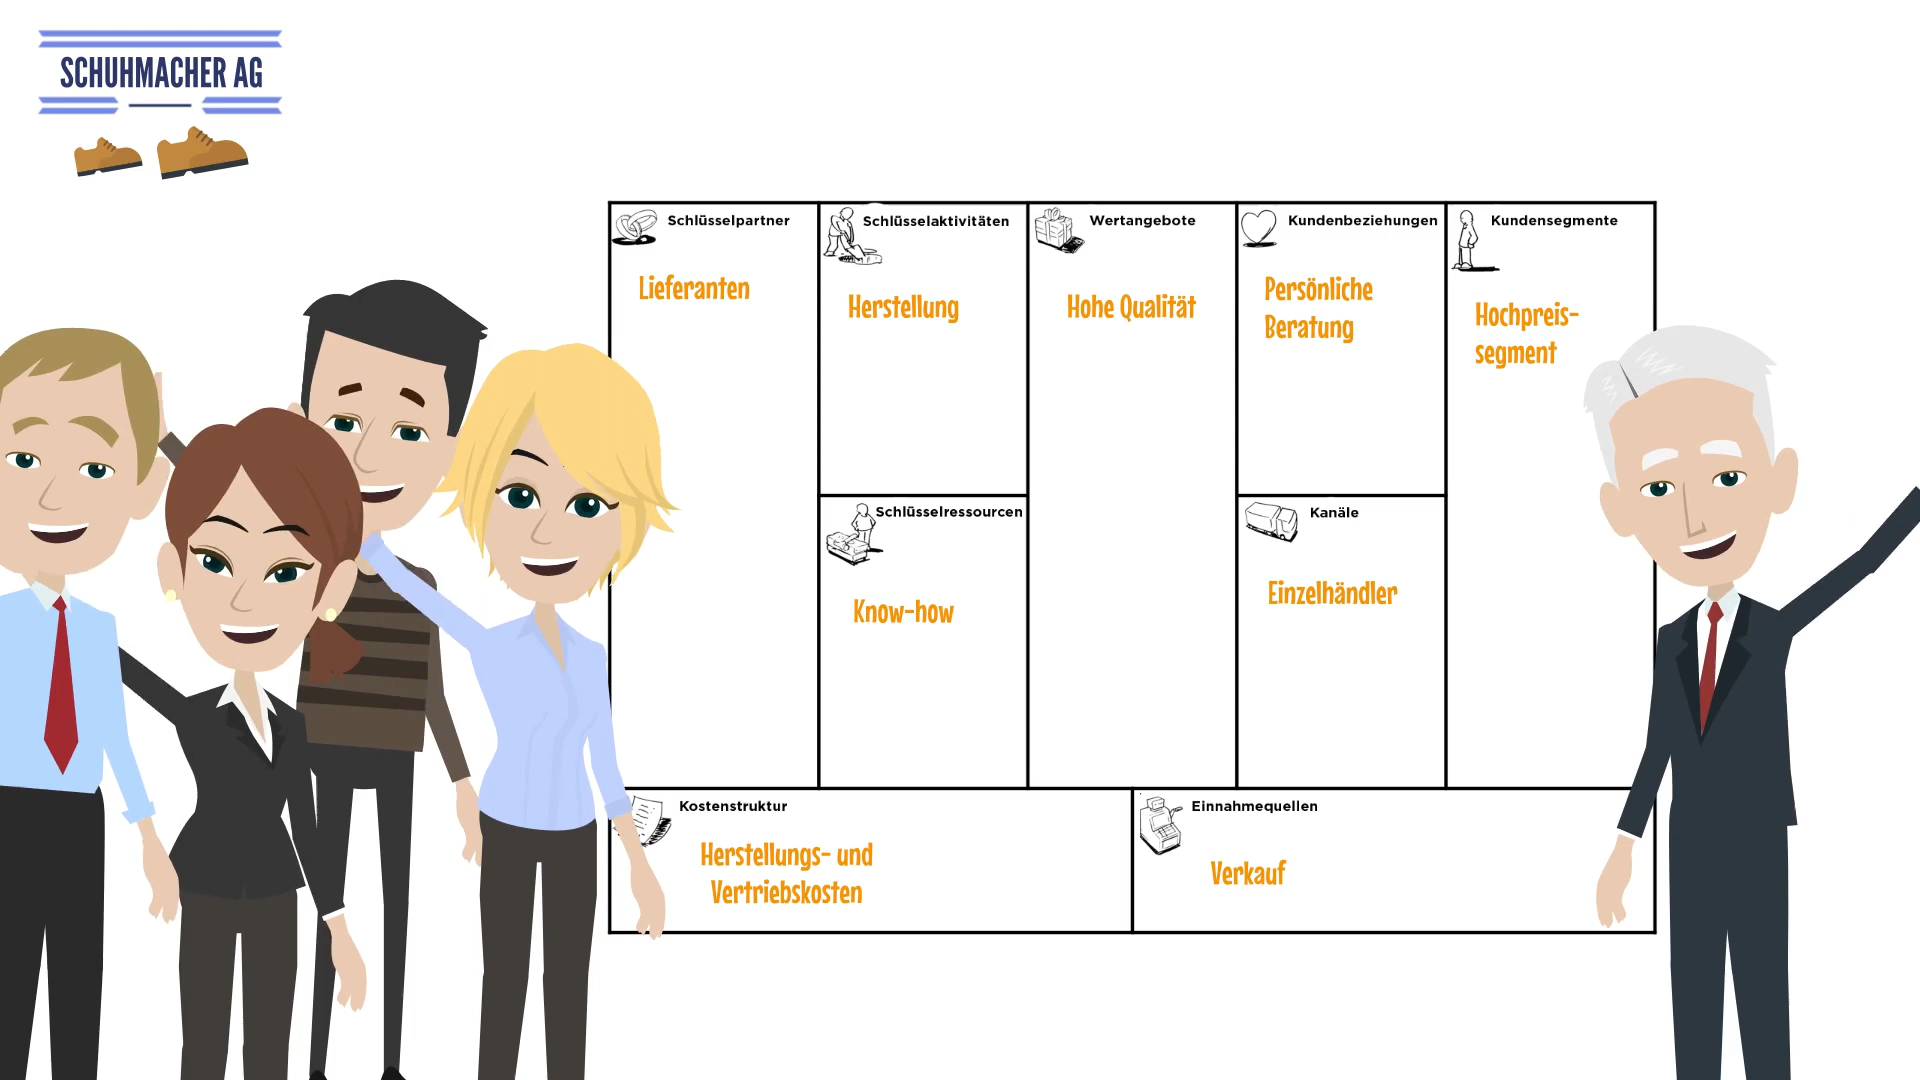 SCHUHMACHER AG
Schlüsselpartner
Lieferanten
Schlüsselaktivitäten
Herstellung
Schlüsselressourcen
Know-how
Wertangebote
Hohe Qualität
Kundenbeziehungen
Persönliche
Beratung
Kanäle
Einzelhändler
Kundensegmente
Hochpreis-
segment
Kostenstruktur
Herstellungs- und
Vertriebskosten
Einnahmequellen
Verkauf